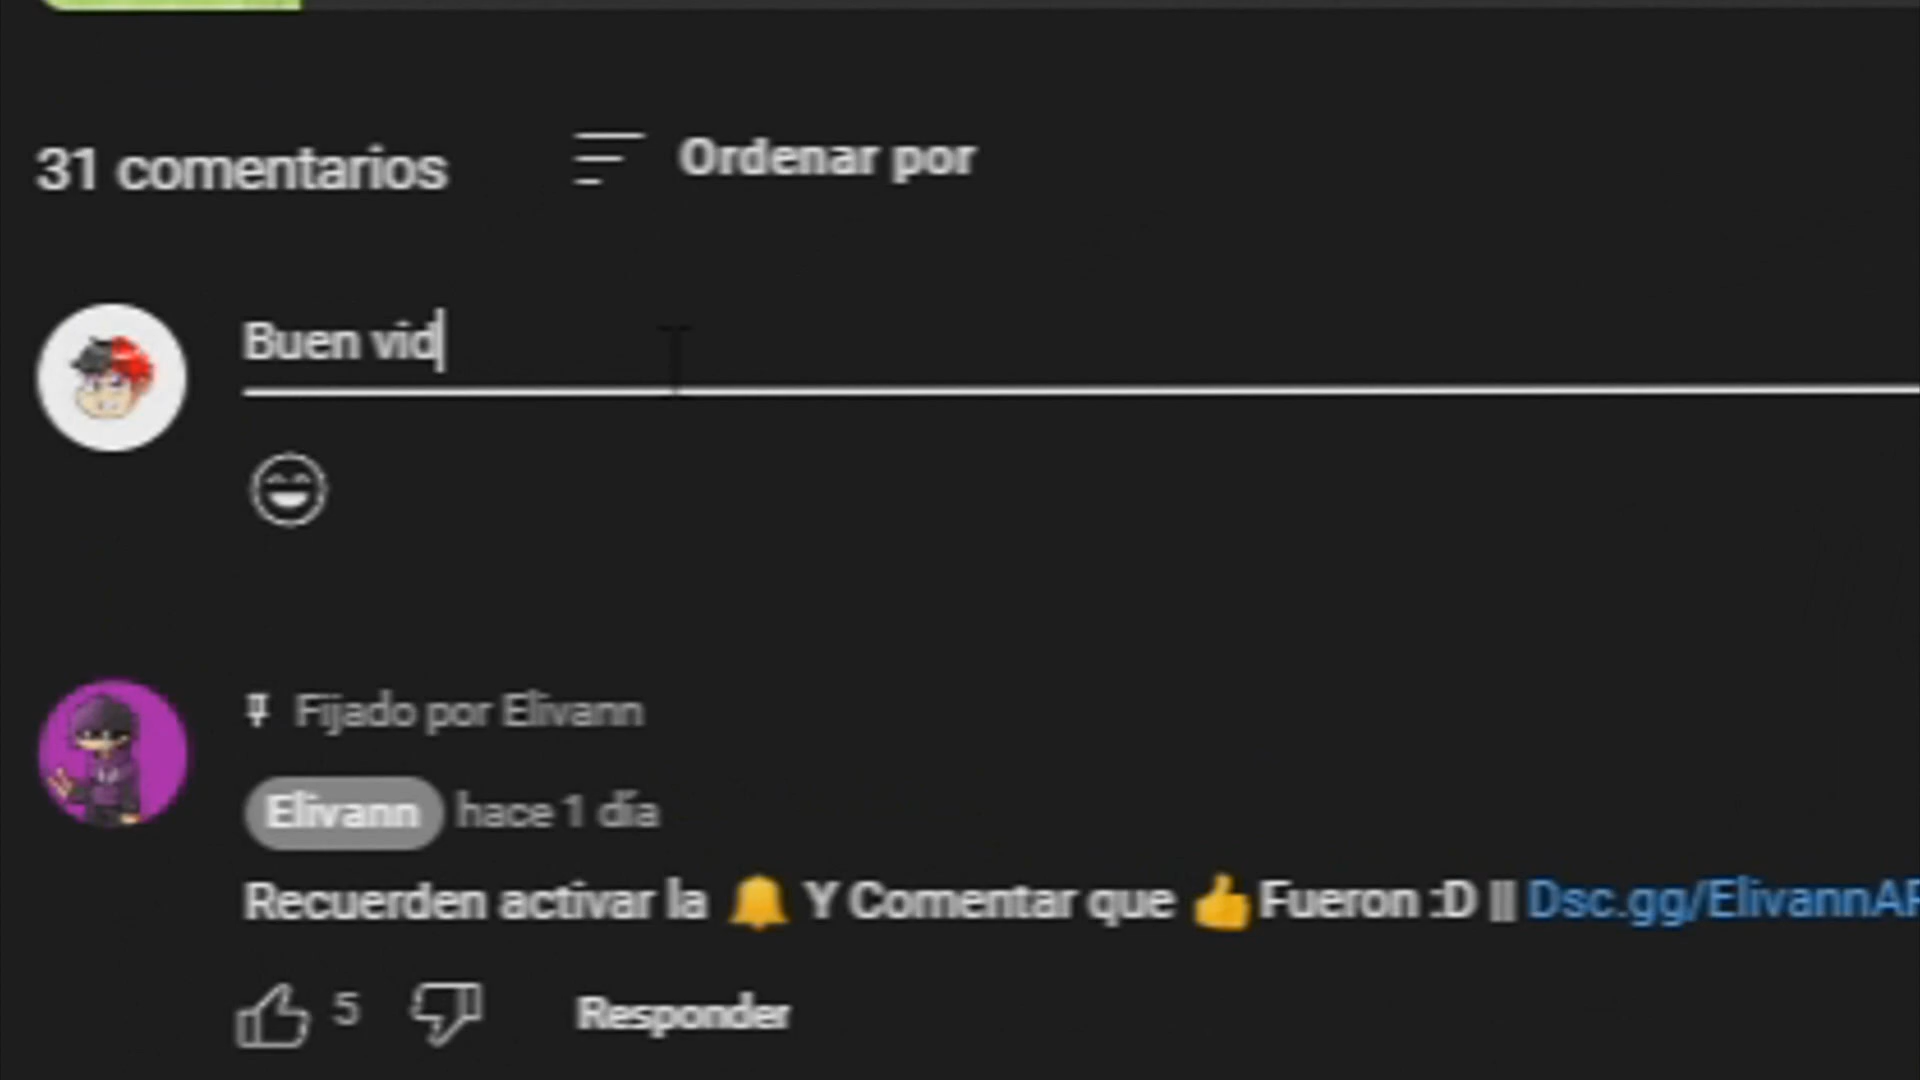 31 comentarios
Ordenar por
Buen vid
Fijado por Elivann
Elivann hace 1 día
Recuerden activar la 🔔 Y Comentar que 👍Fueron :D || Dsc.gg/ElivannAP
5
Responder